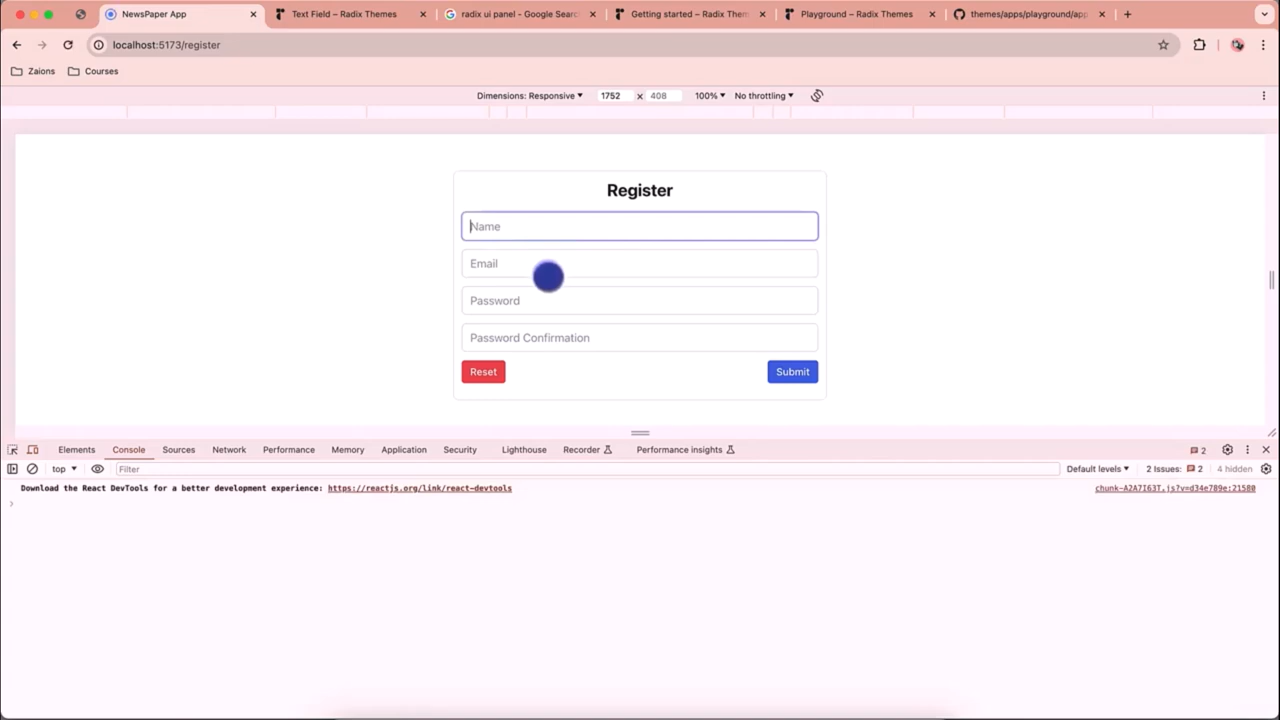 NewsPaper App
Text Field – Radix Themes
radix ui panel - Google Sear
Getting started – Radix Them
Playground – Radix Themes
themes/apps/playground/app
localhost:5173/register
Zaions
Courses
Dimensions: Responsive
1752 x 408
100%
No throttling
Register
Name
Email
Password
Password Confirmation
Reset
Submit
Elements
Console
Sources
Network
Performance
Memory
Application
Security
Lighthouse
Recorder
Performance insights
2
top
Filter
Default levels
2 Issues: 2
4 hidden
Download the React DevTools for a better development experience: https://reactjs.org/link/react-devtools
chunk-A2A7I63T.js?v=d34e789e:21580